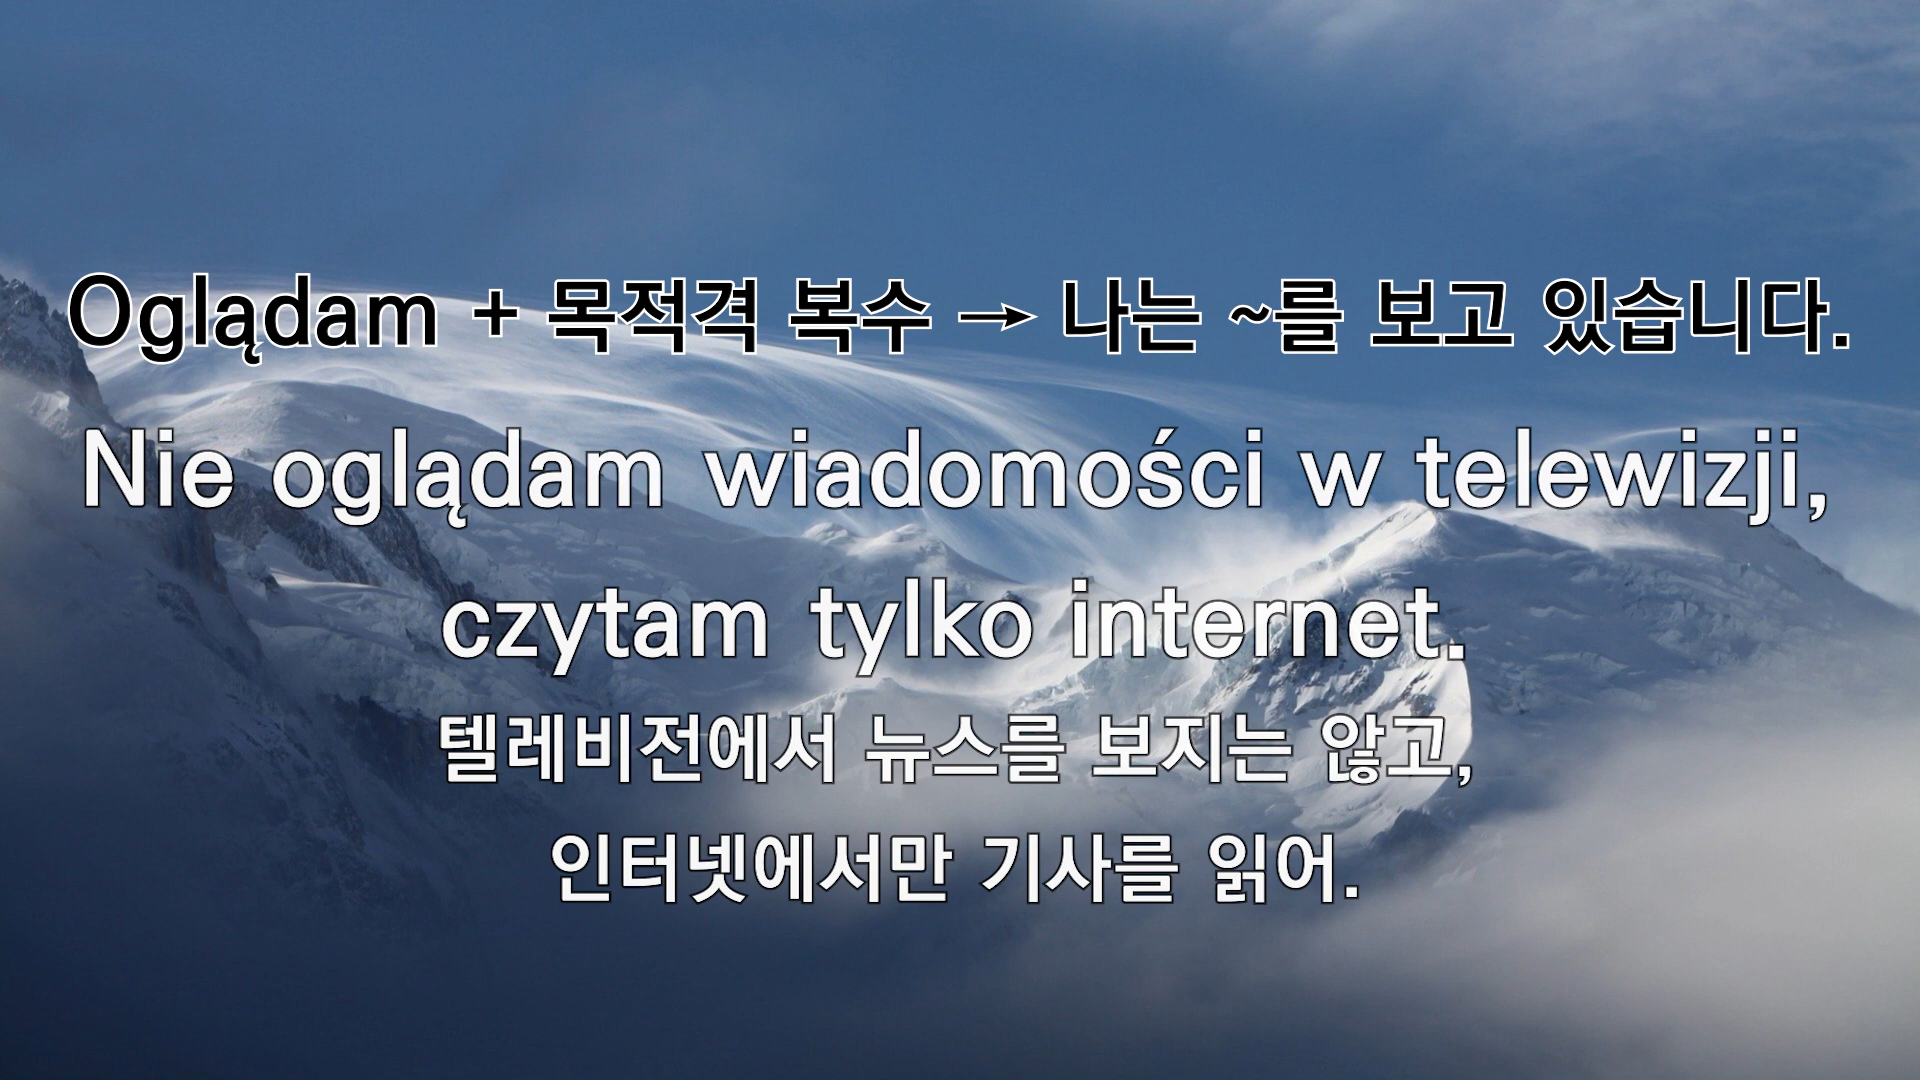 Oglądam + 목적격 복수 → 나는 ~를 보고 있습니다.
Nie oglądam wiadomości w telewizji,
czytam tylko internet.
텔레비전에서 뉴스를 보지는 않고,
인터넷에서만 기사를 읽어.